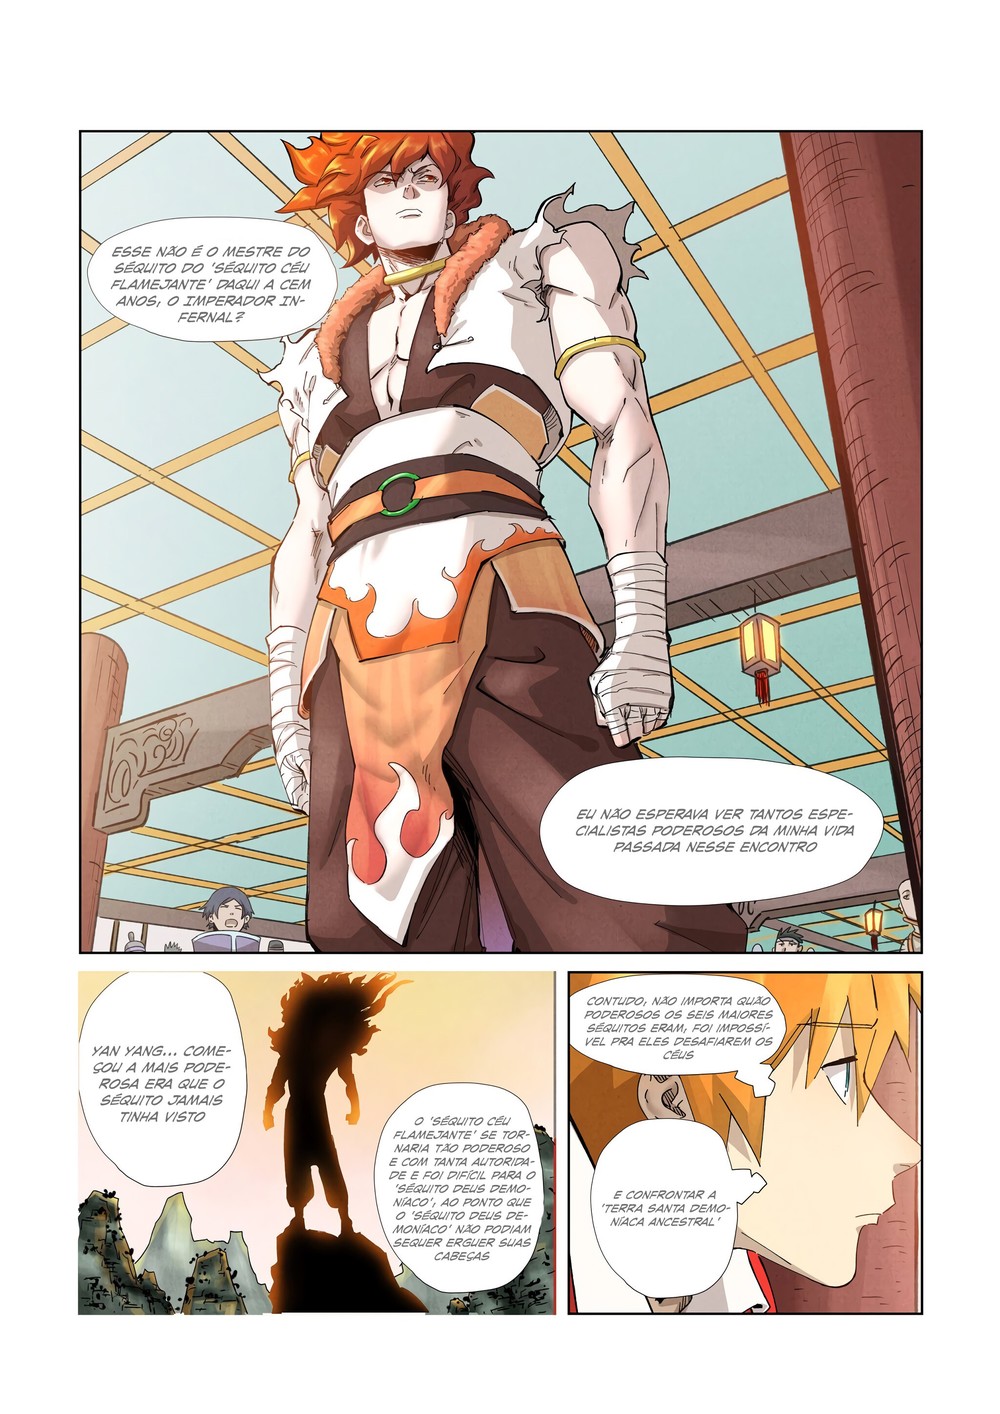 ESSE NÃO É O MESTRE DO
SÉQUITO DO 'SÉQUITO CÉU
FLAMEJANTE' DAQUI A CEM
ANOS, O IMPERADOR IN-
FERNAL?
EU NÃO ESPERAVA VER TANTOS ESPE-
CIALISTAS PODEROSOS DA MINHA VIDA
PASSADA NESSE ENCONTRO
YAN YANG... COME-
ÇOU A MAIS PODE-
ROSA ERA QUE O
SÉQUITO JAMAIS
TINHA VISTO
O 'SÉQUITO CÉU
FLAMEJANTE' SE TOR-
NARIA TÃO PODEROSO
E COM TANTA AUTORIDA-
DE E FOI DIFÍCIL PARA O
'SÉQUITO DEUS DEMO-
NÍACO', AO PONTO QUE
O 'SÉQUITO DEUS DE-
MONÍACO' NÃO PODIAM
SEQUER ERGUER SUAS
CABEÇAS
CONTUDO, NÃO IMPORTA QUÃO
PODEROSOS OS SEIS MAIORES
SÉQUITOS ERAM, FOI IMPOSSÍ-
VEL PRA ELES DESAFIAREM OS
CÉUS
E CONFRONTAR A
'TERRA SANTA DEMO-
NÍACA ANCESTRAL'